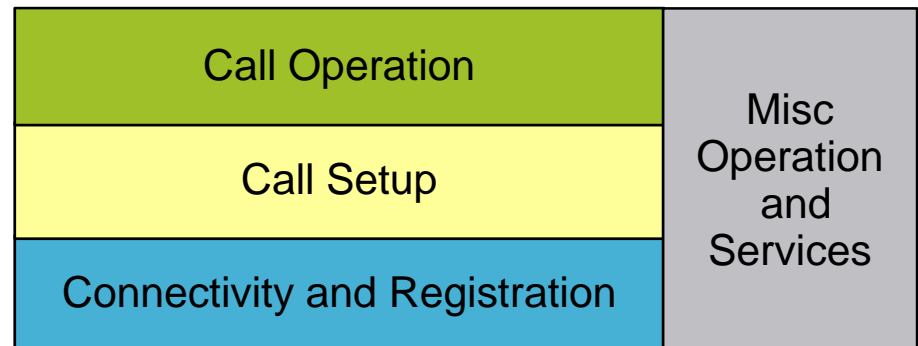 Call Operation
Call Setup
Connectivity and Registration
Misc
Operation
and
Services